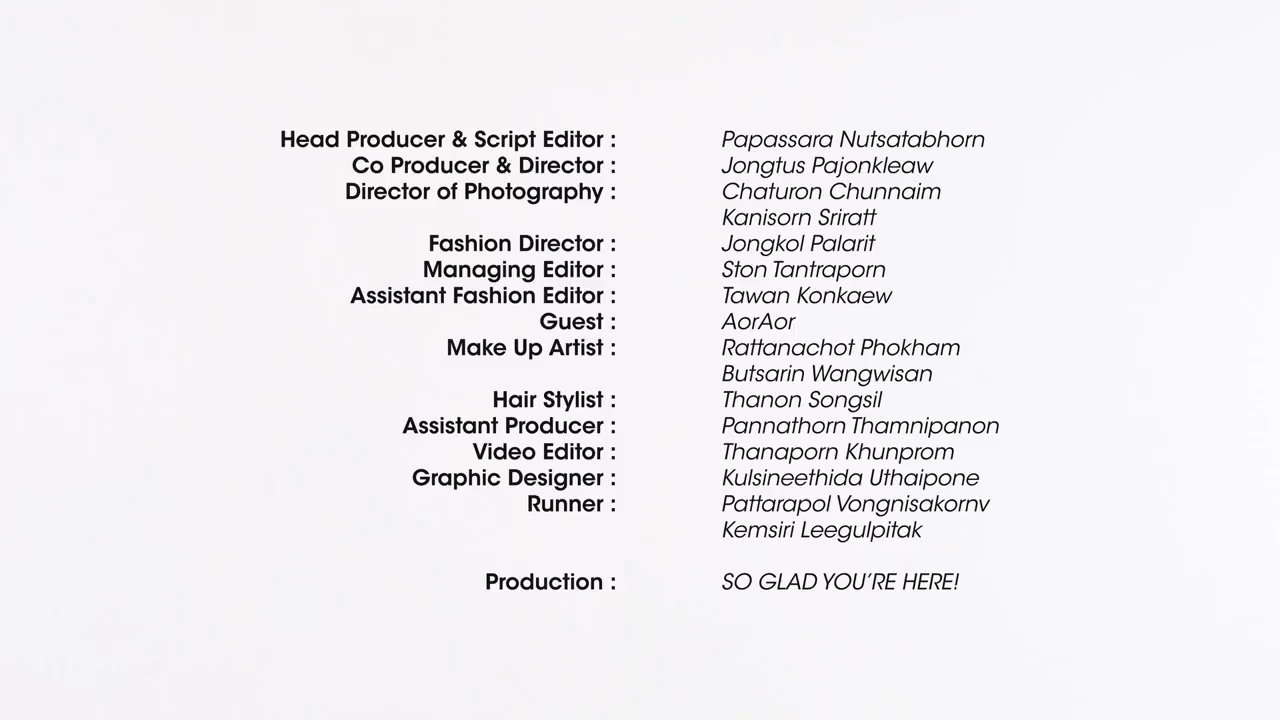 Head Producer & Script Editor : Papassara Nutsatabhorn
Co Producer & Director : Jongtus Pajonkleaw
Director of Photography : Chaturon Chunnaim
Kanisorn Sriratt
Fashion Director : Jongkol Palarit
Managing Editor : Ston Tantraporn
Assistant Fashion Editor : Tawan Konkaew
Guest : AorAor
Make Up Artist : Rattanachot Phokham
Butsarin Wangwisan
Hair Stylist : Thanon Songsil
Assistant Producer : Pannathorn Thamnipanon
Video Editor : Thanaporn Khunprom
Graphic Designer : Kulsineethida Uthaipone
Runner : Pattarapol Vongnisakornv
Kemsiri Leegulpitak
Production : SO GLAD YOU’RE HERE!